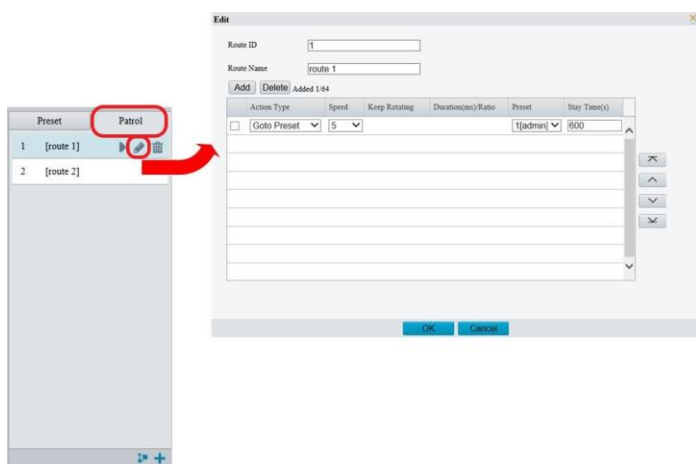 Edit
Route ID 1
Route Name route 1
Add Delete Added 1/64
Action Type Speed Keep Rotating Duration(ms)/Ratio Preset Stay Time(s)
Goto Preset 5 1[admin] 600
OK Cancel
Preset Patrol
1 [route 1]
2 [route 2]